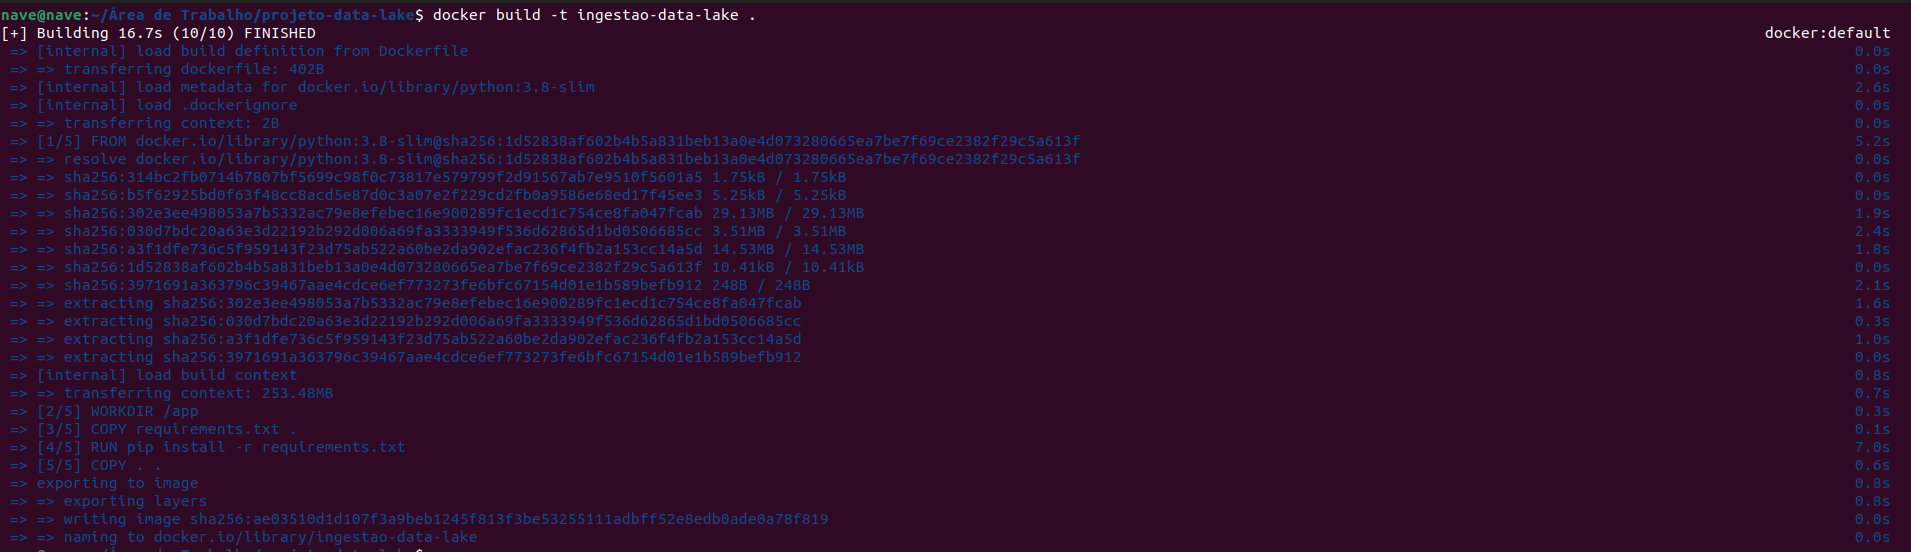 nave@nave:~/Área de Trabalho/projeto-data-lake$ docker build -t ingestao-data-lake .
[+] Building 16.7s (10/10) FINISHED docker:default
=> [internal] load build definition from Dockerfile 0.0s
=> => transferring dockerfile: 402B 0.0s
=> [internal] load metadata for docker.io/library/python:3.8-slim 2.6s
=> [internal] load .dockerignore 0.0s
=> => transferring context: 2B 0.0s
=> [1/5] FROM docker.io/library/python:3.8-slim@sha256:1d52838af602b4b5a831beb13a0e4d073280665ea7be7f69ce2382f29c5a613f 5.2s
=> => resolve docker.io/library/python:3.8-slim@sha256:1d52838af602b4b5a831beb13a0e4d073280665ea7be7f69ce2382f29c5a613f 0.0s
=> => sha256:314bc2fb0714b7807bf5699c98f0c73817e579799f2d91567ab7e9510f5601a5 1.75kB / 1.75kB 0.0s
=> => sha256:b5f62925bd0f63f48cc8acd5e87d0c3a07e2f229cd2fb0a9586e68ed17f45ee3 5.25kB / 5.25kB 0.0s
=> => sha256:302e3ee498053a7b5332ac79e8efebec16e900289fc1ecd1c754ce8fa047fcab 29.13MB / 29.13MB 1.9s
=> => sha256:030d7bdc20a63e3d22192b292d006a69fa3333949f536d62865d1bd0506685cc 3.51MB / 3.51MB 2.4s
=> => sha256:a3f1dfe736c5f959143f23d75ab522a60be2da902efac236f4fb2a153cc14a5d 14.53MB / 14.53MB 1.8s
=> => sha256:1d52838af602b4b5a831beb13a0e4d073280665ea7be7f69ce2382f29c5a613f 10.41kB / 10.41kB 0.0s
=> => sha256:3971691a363796c39467aae4cdce6ef773273fe6bfc67154d01e1b589befb912 248B / 248B 2.1s
=> => extracting sha256:302e3ee498053a7b5332ac79e8efebec16e900289fc1ecd1c754ce8fa047fcab 1.6s
=> => extracting sha256:030d7bdc20a63e3d22192b292d006a69fa3333949f536d62865d1bd0506685cc 0.3s
=> => extracting sha256:a3f1dfe736c5f959143f23d75ab522a60be2da902efac236f4fb2a153cc14a5d 1.0s
=> => extracting sha256:3971691a363796c39467aae4cdce6ef773273fe6bfc67154d01e1b589befb912 0.0s
=> [internal] load build context 0.8s
=> => transferring context: 253.48MB 0.7s
=> [2/5] WORKDIR /app 0.3s
=> [3/5] COPY requirements.txt . 0.1s
=> [4/5] RUN pip install -r requirements.txt 7.0s
=> [5/5] COPY . . 0.6s
=> exporting to image 0.8s
=> => exporting layers 0.8s
=> => writing image sha256:ae03510d1d107f3a9beb1245f813f3be53255111adbff52e8edb0ade0a78f819 0.0s
=> => naming to docker.io/library/ingestao-data-lake 0.0s